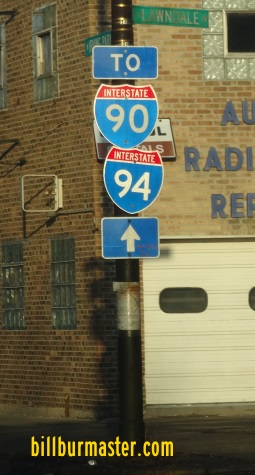 LAWNDALE
TO
INTERSTATE
90
INTERSTATE
94
AU
RADI
REP
billburmaster.com